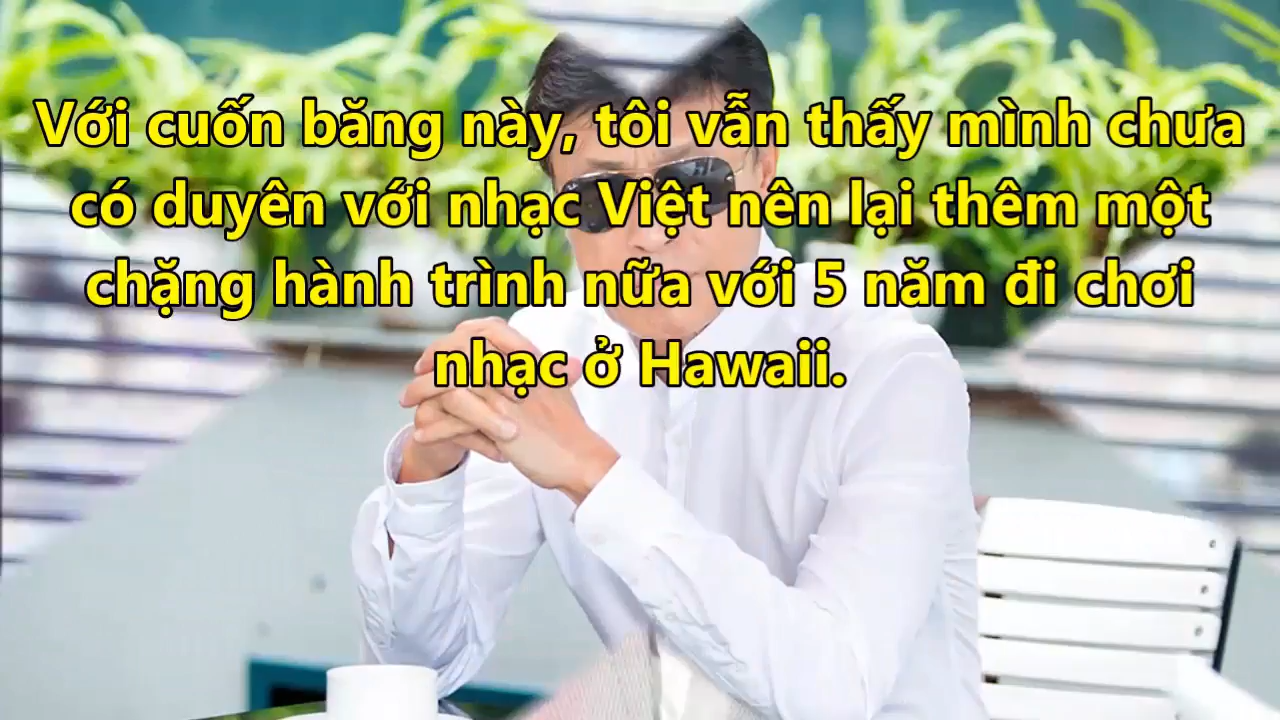 Với cuốn băng này, tôi vẫn thấy mình chưa
có duyên với nhạc Việt nên lại thêm một
chặng hành trình nữa với 5 năm đi chơi
nhạc ở Hawaii.